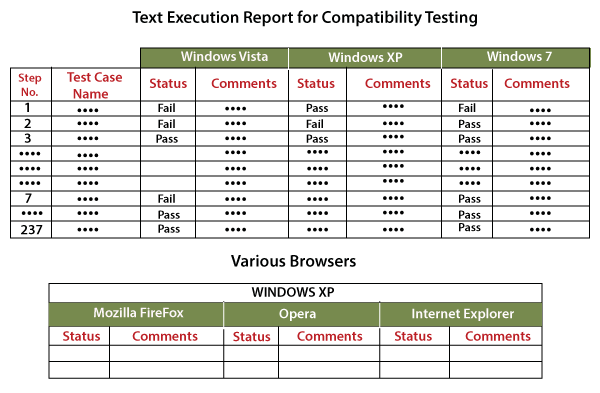 Text Execution Report for Compatibility Testing
Windows Vista Windows XP Windows 7
Step No. Test Case Name Status Comments Status Comments Status Comments
1 •••• Fail •••• Pass •••• Fail ••••
2 •••• Fail •••• Fail •••• Pass ••••
3 •••• Pass •••• Pass •••• Pass ••••
•••• •••• •••• •••• •••• •••• ••••
•••• •••• •••• •••• •••• •••• ••••
•••• •••• •••• •••• •••• •••• ••••
7 •••• Fail •••• •••• Pass ••••
•••• •••• Pass •••• •••• Pass ••••
237 •••• Pass •••• •••• Pass ••••
Various Browsers
WINDOWS XP
Mozilla FireFox Opera Internet Explorer
Status Comments Status Comments Status Comments